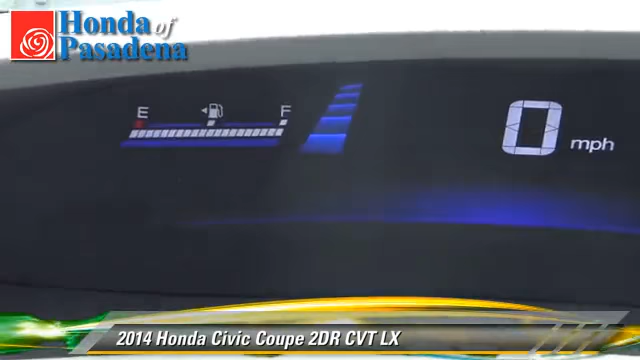 Honda of
Pasadena
E F
0 mph
2014 Honda Civic Coupe 2DR CVT LX